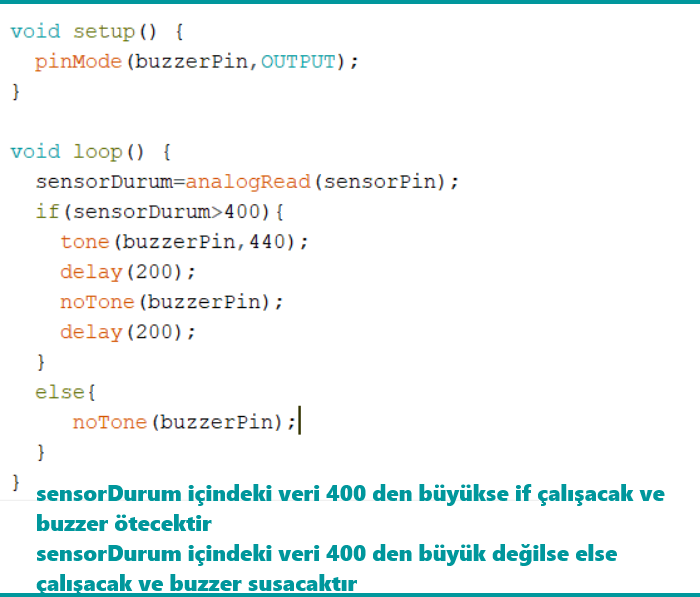 void setup() {
  pinMode(buzzerPin,OUTPUT);
}

void loop() {
  sensorDurum=analogRead(sensorPin);
  if(sensorDurum>400){
    tone(buzzerPin,440);
    delay(200);
    noTone(buzzerPin);
    delay(200);
  }
  else{
     noTone(buzzerPin);
  }
}
sensorDurum içindeki veri 400 den büyükse if çalışacak ve
buzzer ötecektir
sensorDurum içindeki veri 400 den büyük değilse else
çalışacak ve buzzer susacaktır